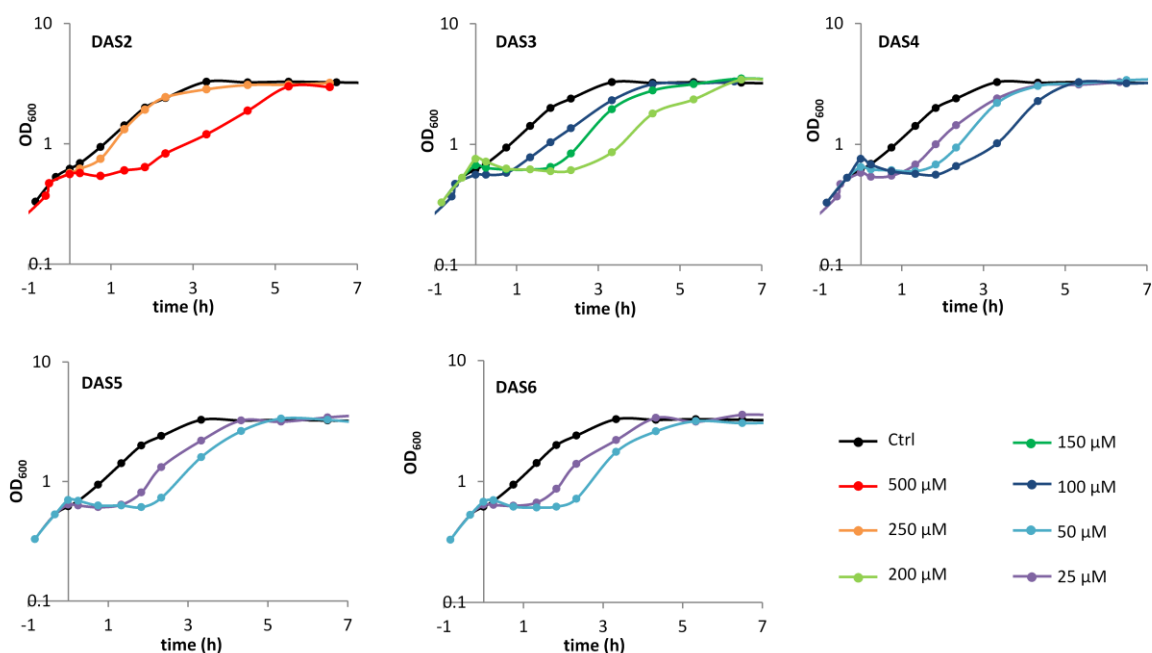 DAS2
10
1
0.1
OD600
-1 1 3 5 7
time (h)
DAS3
10
1
0.1
OD600
-1 1 3 5 7
time (h)
DAS4
10
1
0.1
OD600
-1 1 3 5 7
time (h)
DAS5
10
1
0.1
OD600
-1 1 3 5 7
time (h)
DAS6
10
1
0.1
OD600
-1 1 3 5 7
time (h)
Ctrl
500 µM
250 µM
200 µM
150 µM
100 µM
50 µM
25 µM